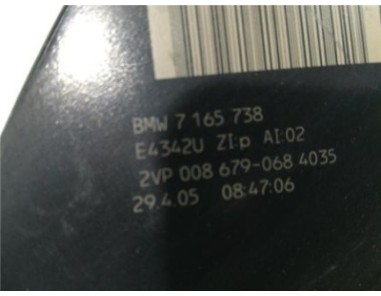 BMW 7 165 738
E4342U ZI:p AI:02
2VP 008 679-068 4035
29.4.05 08:47:06